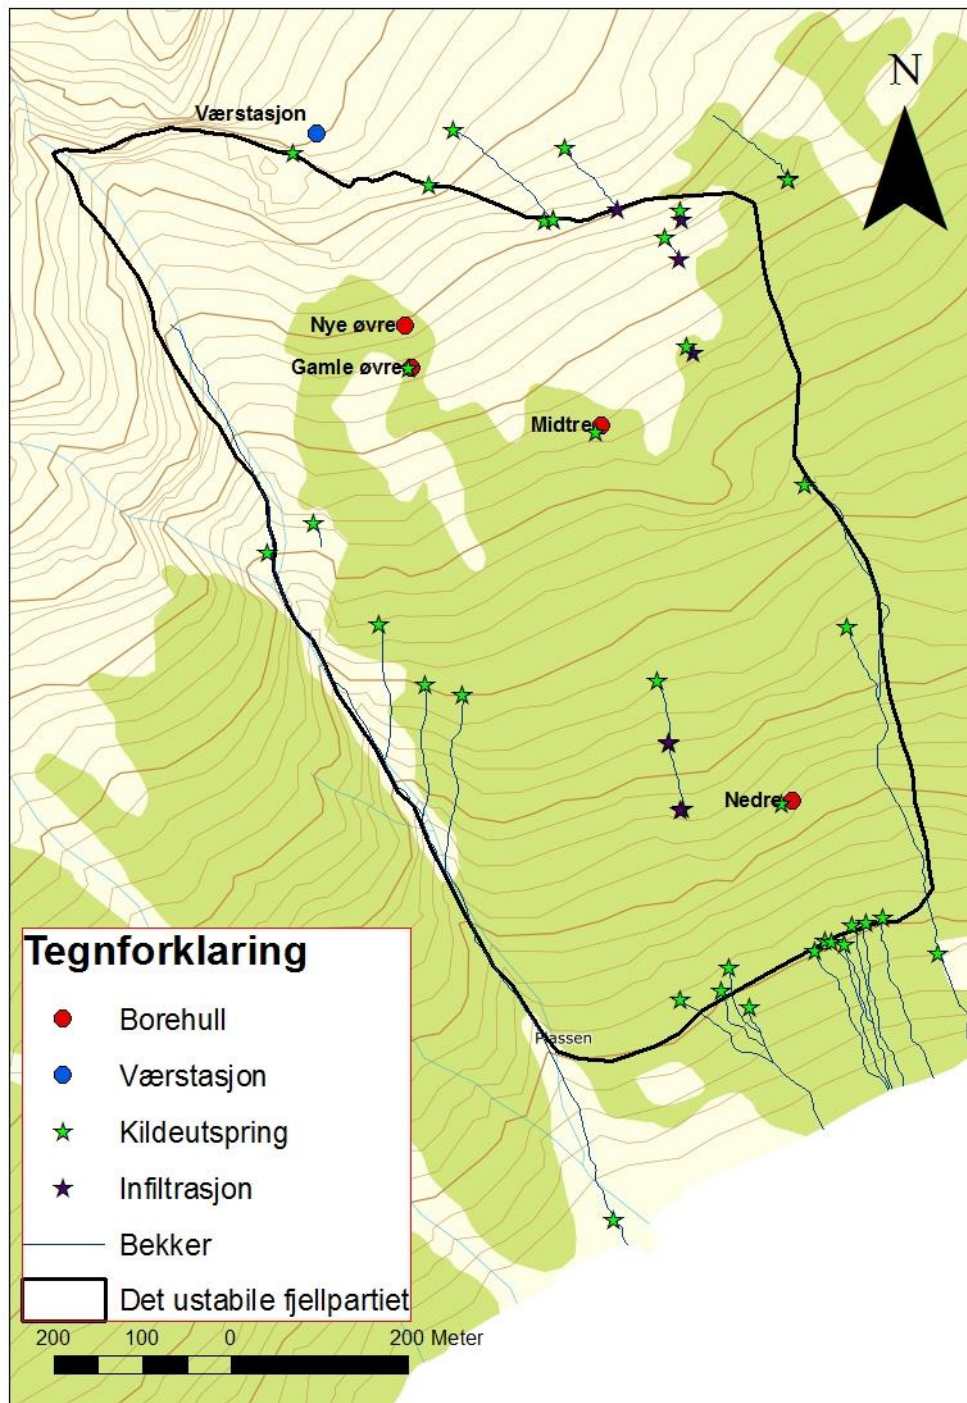 N
Værstasjon
Nye øvre
Gamle øvre
Midtre
Nedre
Plassen
Tegnforklaring
Borehull
Værstasjon
Kildeutspring
Infiltrasjon
Bekker
Det ustabile fjellpartiet
200 100 0 200 Meter